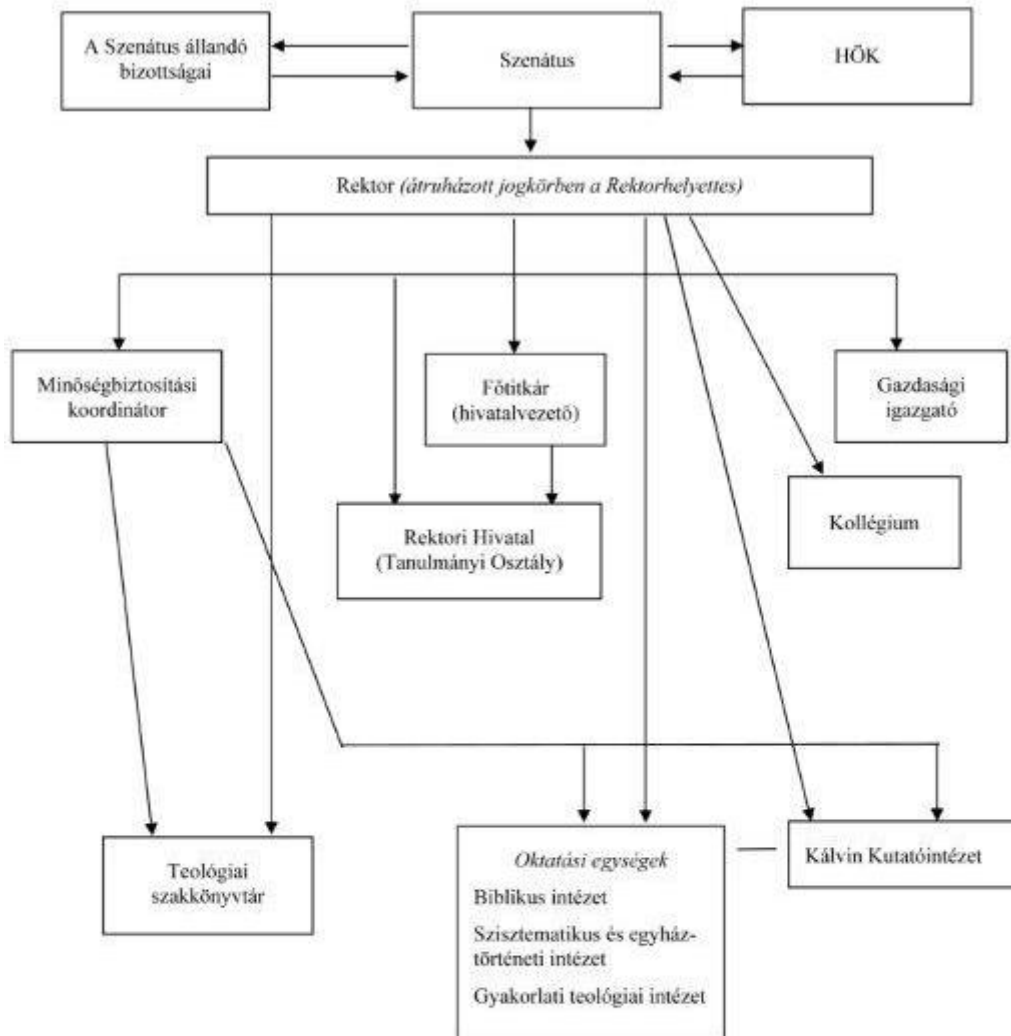 A Szenátus állandó
bizottságai
Szenátus
HÖK
Rektor (átruházott jogkörben a Rektorhelyettes)
Minőségbiztosítási
koordinátor
Főtitkár
(hivatalvezető)
Gazdasági
igazgató
Rektori Hivatal
(Tanulmányi Osztály)
Kollégium
Teológiai
szakkönyvtár
Oktatási egységek
Biblikus intézet
Szisztematikus és egyház-
történeti intézet
Gyakorlati teológiai intézet
Kálvin Kutatóintézet